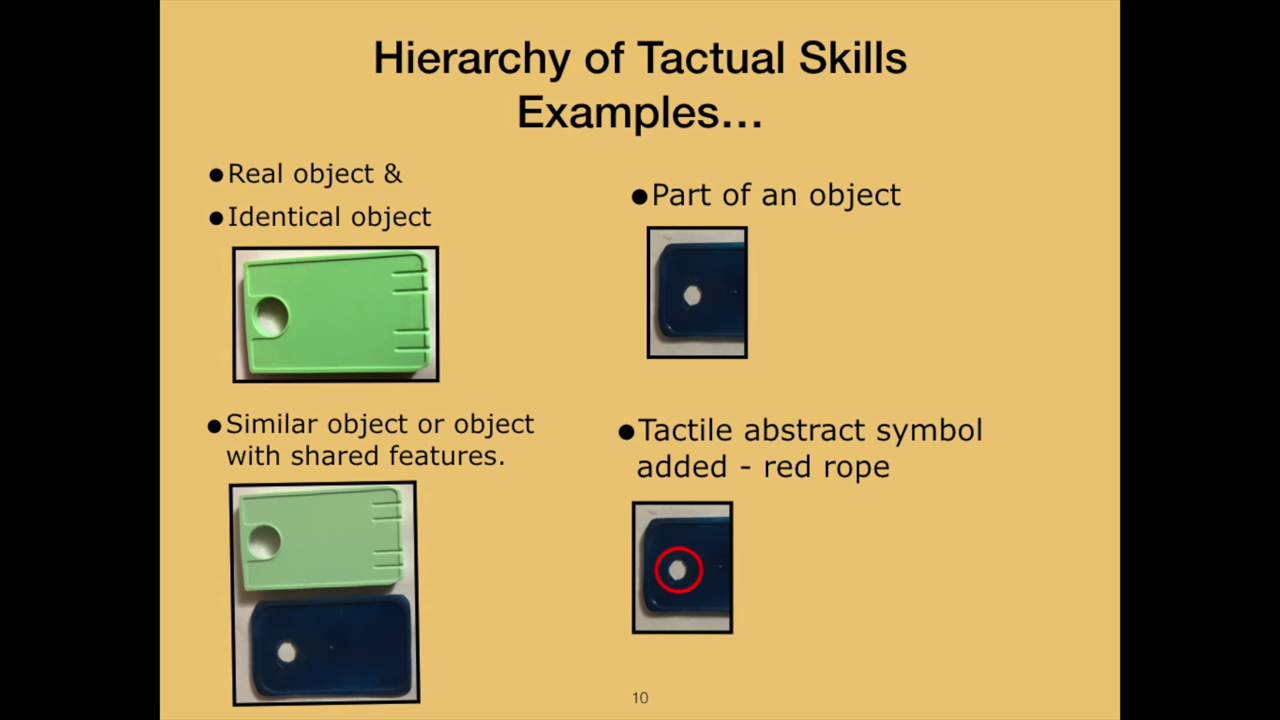 Hierarchy of Tactual Skills
Examples…
•Real object &
•Identical object
•Similar object or object
with shared features.
•Part of an object
•Tactile abstract symbol
added - red rope
10